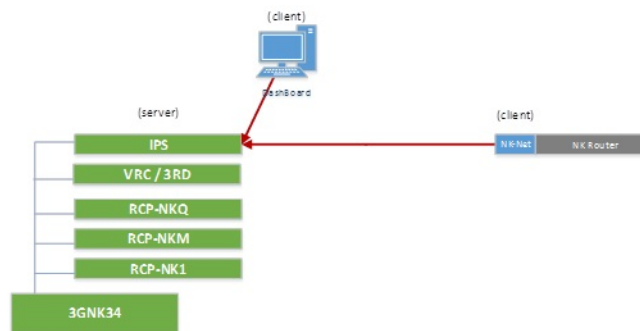 (client)
DashBoard
(server)
(client)
IPS
NK-Net
NK Router
VRC / 3RD
RCP-NKQ
RCP-NKM
RCP-NK1
3GNK34